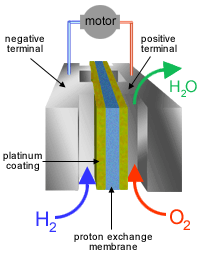 motor
negative
terminal
positive
terminal
H₂O
platinum
coating
H₂
O₂
proton exchange
membrane